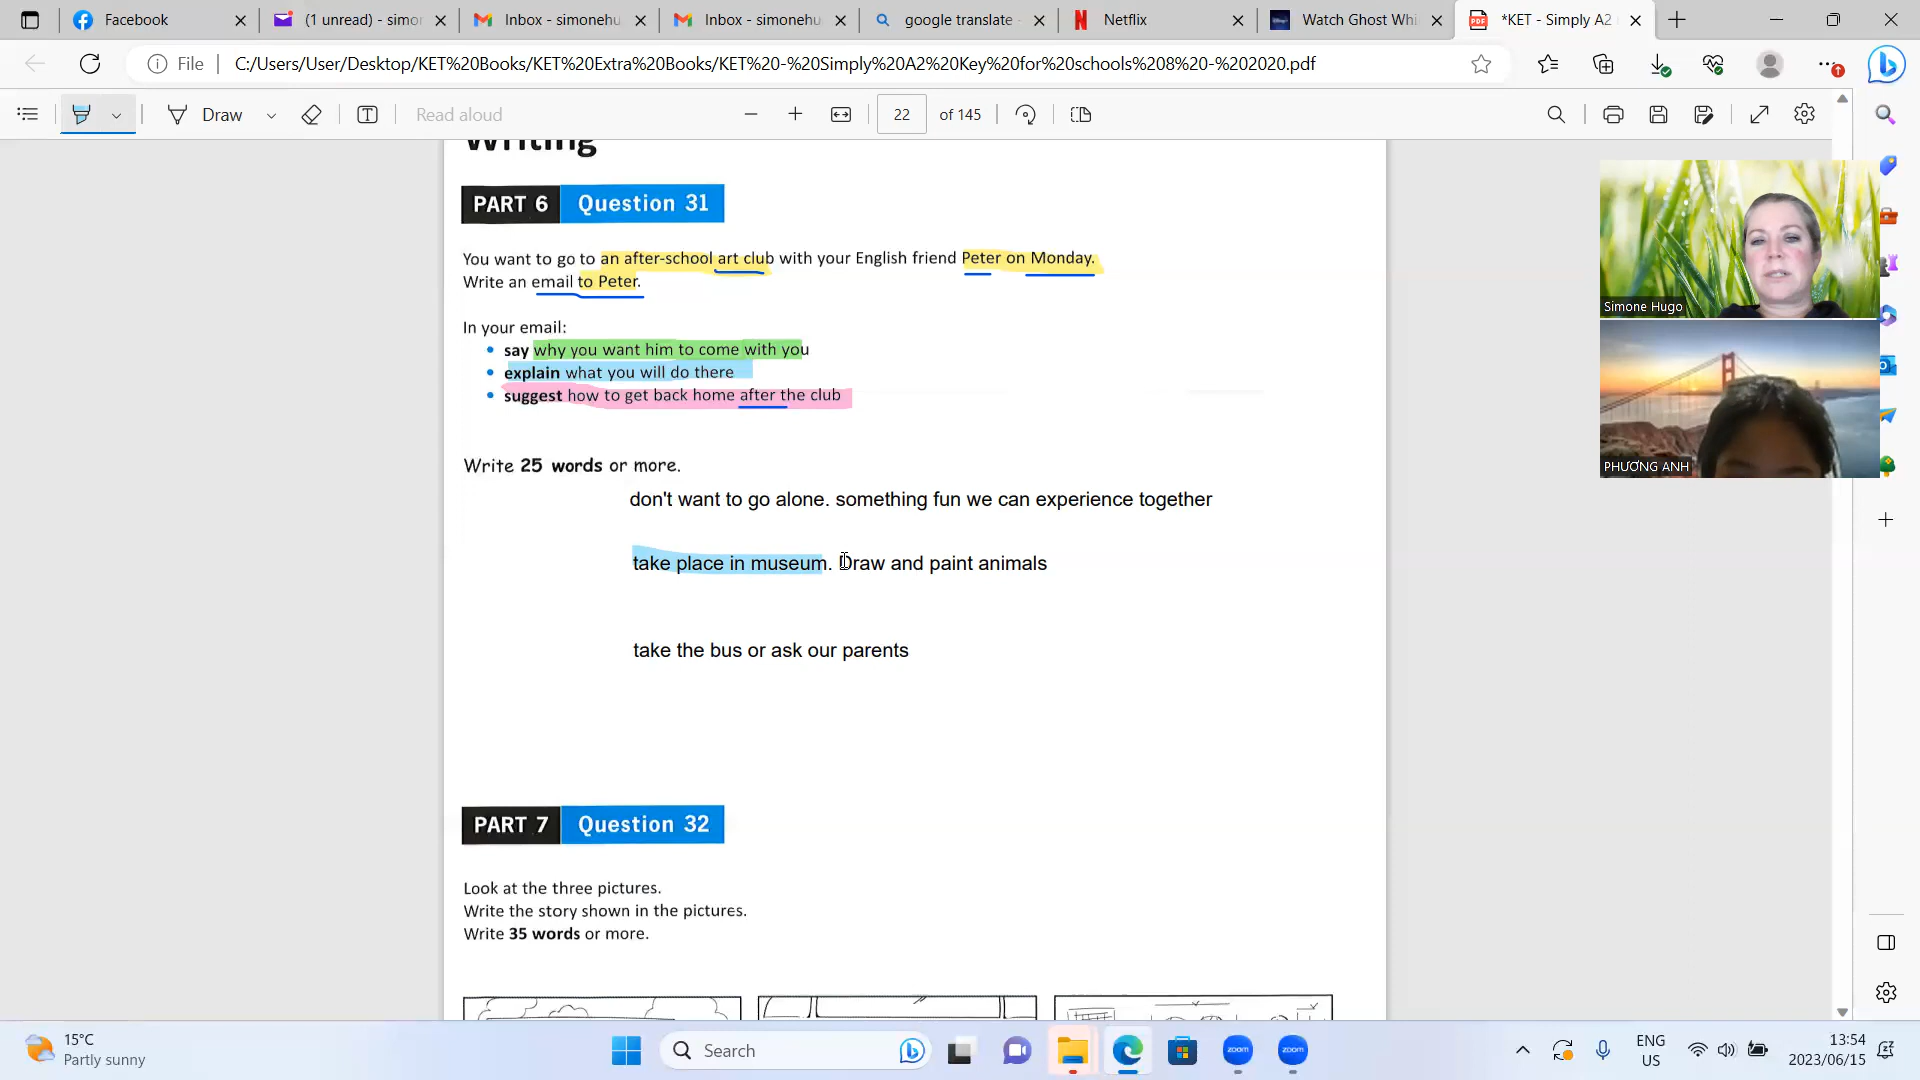 Facebook
(1 unread) - simo
Inbox - simonehu
Inbox - simonehu
google translate
Netflix
Watch Ghost Whi
*KET - Simply A2
File
C:/Users/User/Desktop/KET%20Books/KET%20Extra%20Books/KET%20-%20Simply%20A2%20Key%20for%20schools%208%20-%202020.pdf
Draw
Read aloud
22
of 145
Writing
PART 6 Question 31
You want to go to an after-school art club with your English friend Peter on Monday.
Write an email to Peter.
In your email:
• say why you want him to come with you
• explain what you will do there
• suggest how to get back home after the club
Write 25 words or more.
don't want to go alone. something fun we can experience together
take place in museum. Draw and paint animals
take the bus or ask our parents
PART 7 Question 32
Look at the three pictures.
Write the story shown in the pictures.
Write 35 words or more.
Simone Hugo
PHƯƠNG ANH
15°C
Partly sunny
Search
zoom
zoom
ENG
US
13:54
2023/06/15